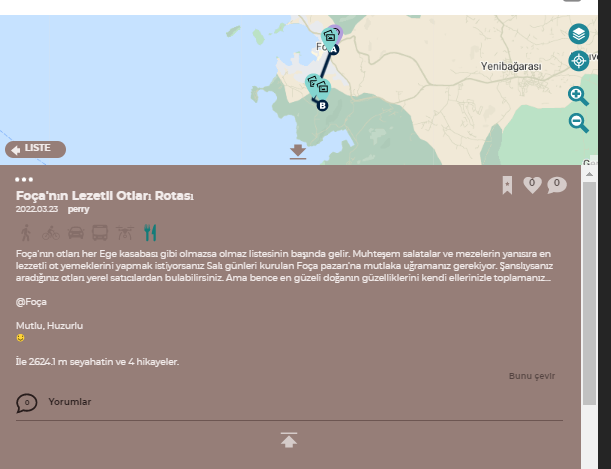 Foça
A
Yenibağarası
B
LISTE
Foça'nın Lezetli Otları Rotası
0
0
2022.03.23 perry
Foça'nın otları her Ege kasabası gibi olmazsa olmaz listesinin başında gelir. Muhteşem salatalar ve mezelerin yanısıra en
lezzetli ot yemeklerini yapmak istiyorsanız Salı günleri kurulan Foça pazarı'na mutlaka uğramanız gerekiyor. Şanslıysanız
aradığınız otları yerel satıcılardan bulabilirsiniz. Ama bence en güzeli doğanın güzelliklerini kendi ellerinizle toplamanız...
@Foça
Mutlu, Huzurlu
İle 2624.1 m seyahatin ve 4 hikayeler.
Bunu çevir
0
Yorumlar